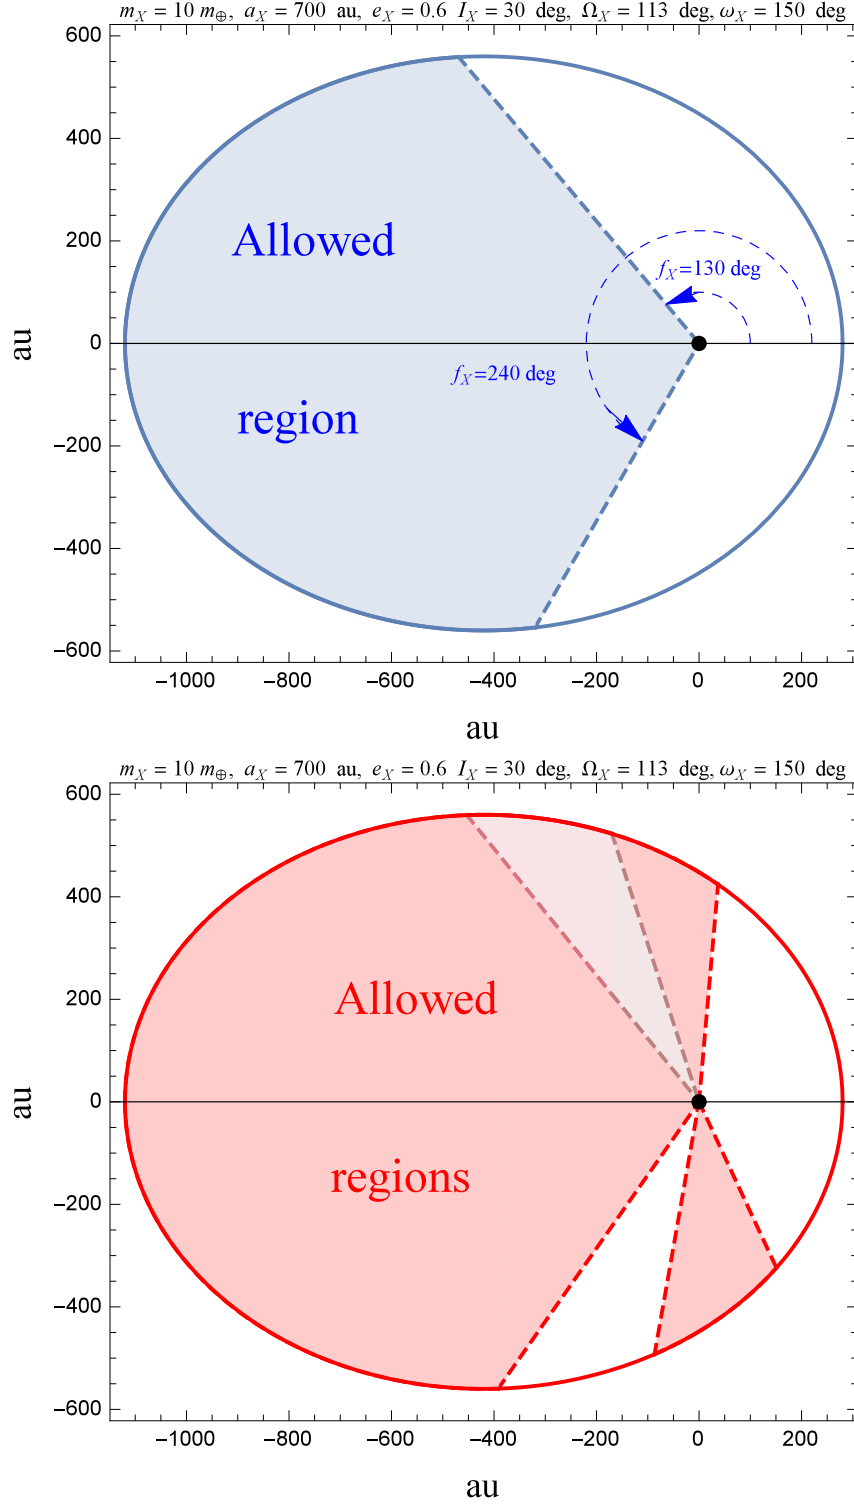 m_X = 10 m_⊕, a_X = 700 au, e_X = 0.6 I_X = 30 deg, Ω_X = 113 deg, ω_X = 150 deg
600
400
Allowed
200
f_X=130 deg
au
0
f_X=240 deg
region
−200
−400
−600
−1000 −800 −600 −400 −200 0 200
au
m_X = 10 m_⊕, a_X = 700 au, e_X = 0.6 I_X = 30 deg, Ω_X = 113 deg, ω_X = 150 deg
600
400
200
Allowed
au
0
regions
−200
−400
−600
−1000 −800 −600 −400 −200 0 200
au